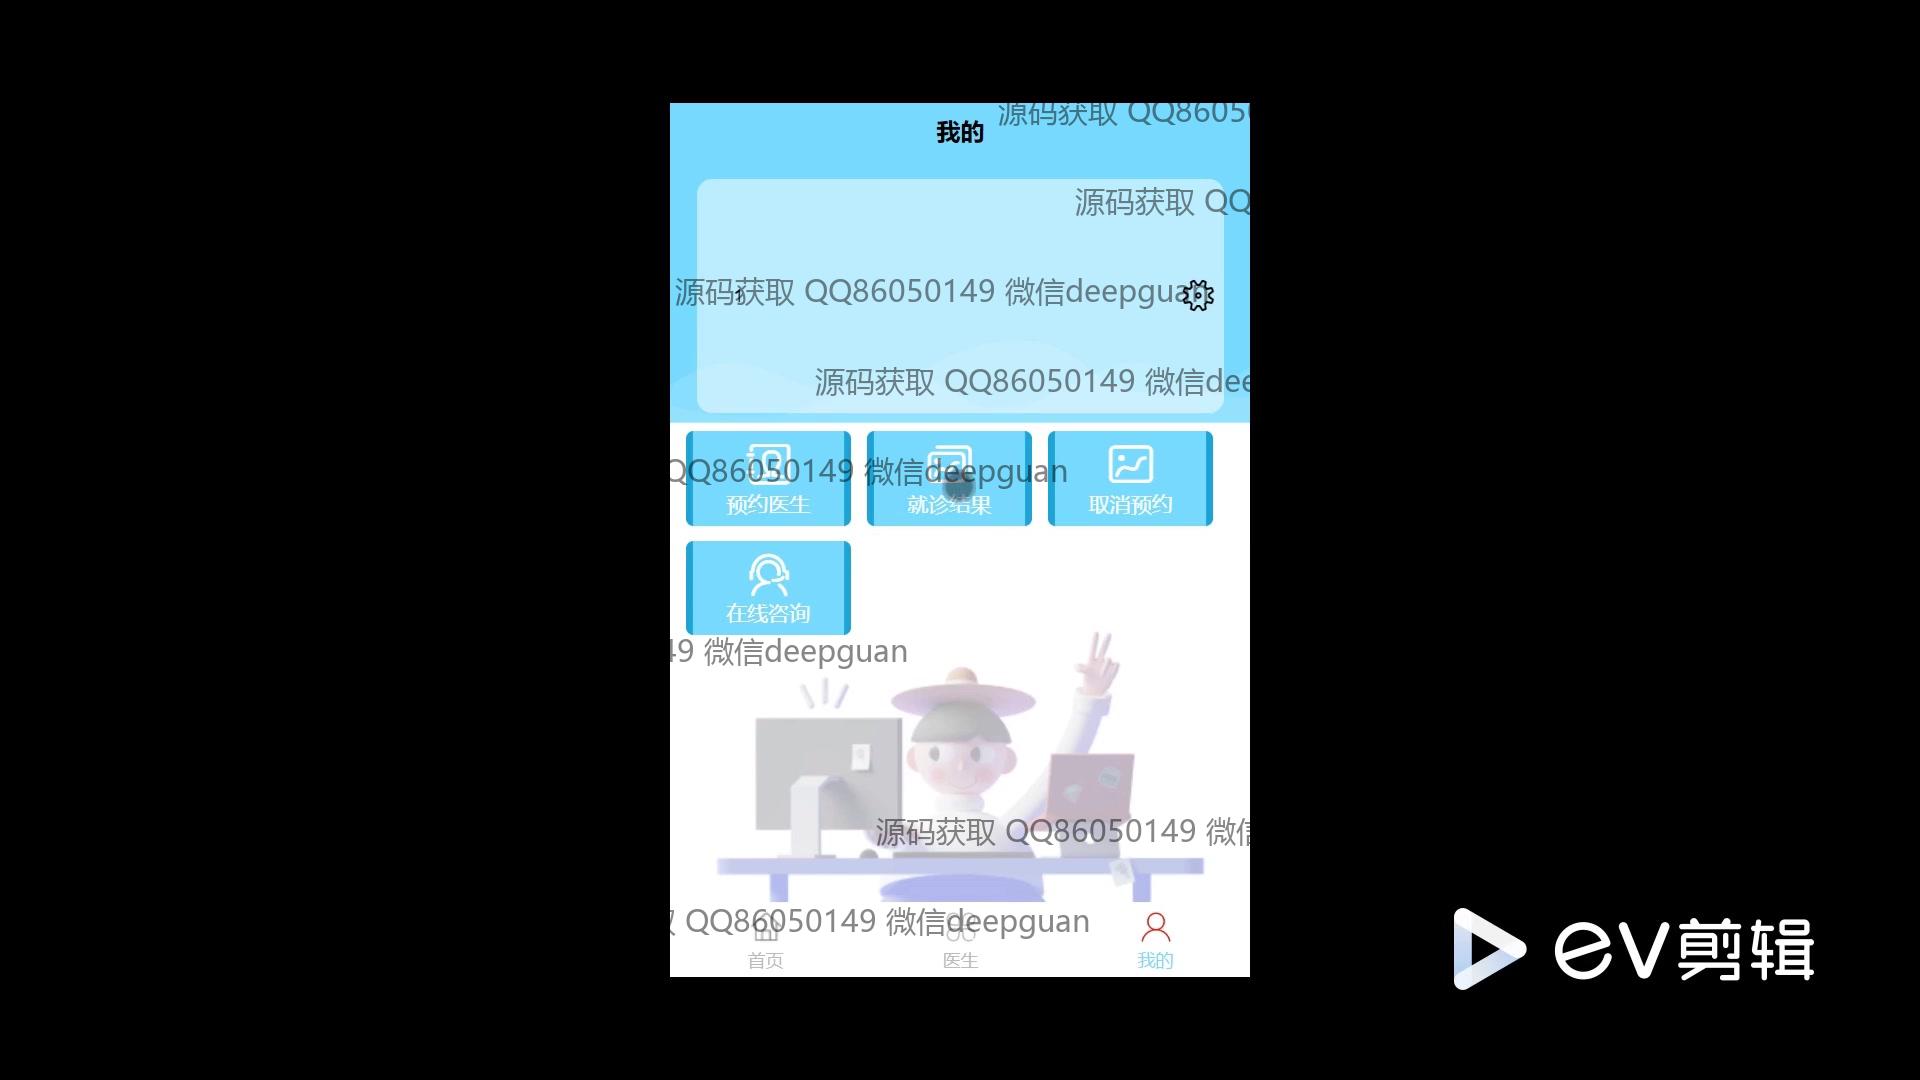 源码获取 QQ8605
我的
源码获取 QQ
1
源码获取 QQ86050149 微信deepguan
源码获取 QQ86050149 微信dee
QQ86050149 微信deepguan
预约医生
就诊结果
取消预约
在线咨询
49 微信deepguan
源码获取 QQ86050149 微信
QQ86050149 微信deepguan
首页
医生
我的
ev剪辑